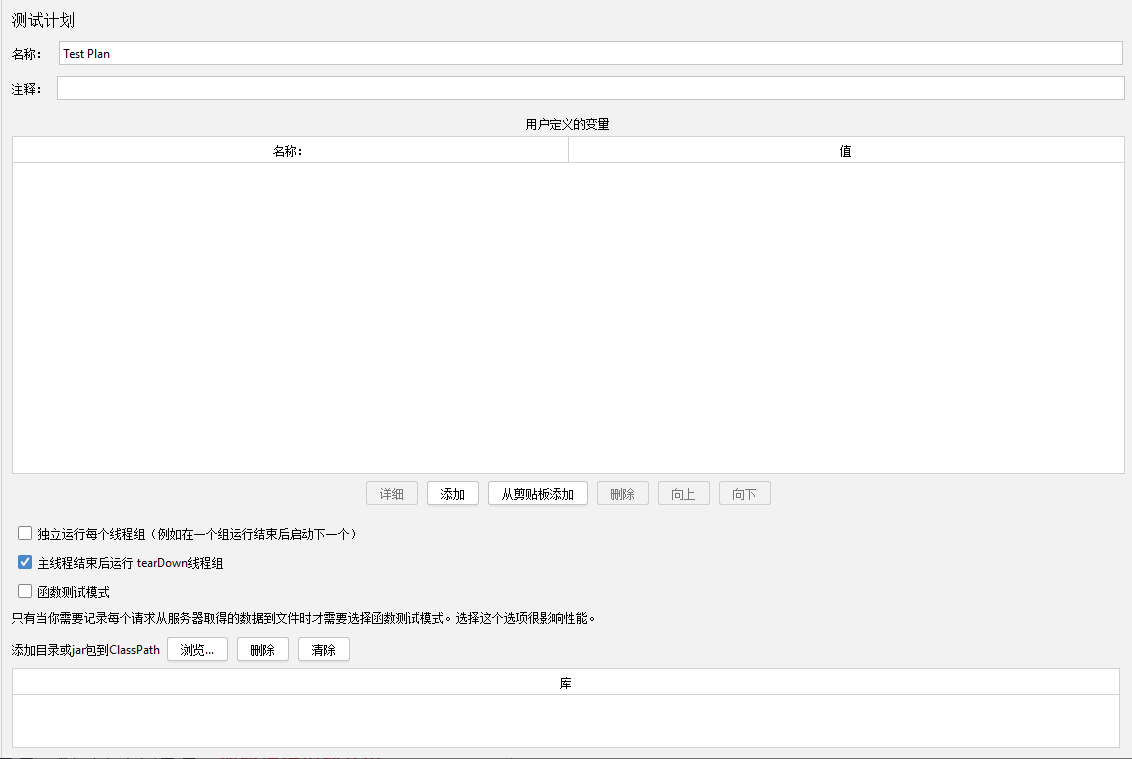 测试计划
名称： Test Plan
注释：
用户定义的变量
名称： 值
详细 添加 从剪贴板添加 删除 向上 向下
独立运行每个线程组（例如在一个组运行结束后启动下一个）
主线程结束后运行 tearDown线程组
函数测试模式
只有当你需要记录每个请求从服务器取得的数据到文件时才需要选择函数测试模式。选择这个选项很影响性能。
添加目录或jar包到ClassPath 浏览... 删除 清除
库